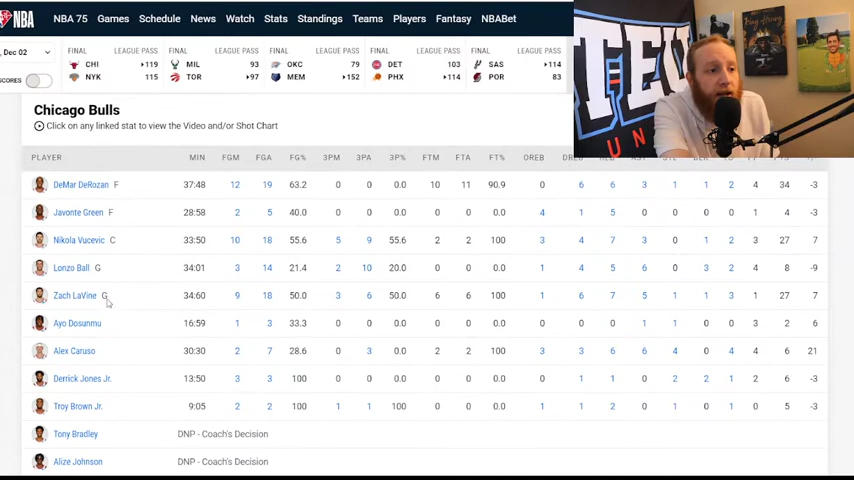 NBA NBA 75 Games Schedule News Watch Stats Standings Teams Players Fantasy NBABet
, Dec 02 FINAL LEAGUE PASS FINAL LEAGUE PASS FINAL LEAGUE PASS FINAL LEAGUE PASS FINAL LEAGUE PASS
CHI 119 MIL 93 OKC 79 DET 103 SAS 114
SCORES NYK 115 TOR 97 MEM 152 PHX 114 POR 83
TEU
UN
Chicago Bulls
Click on any linked stat to view the Video and/or Shot Chart
PLAYER MIN FGM FGA FG% 3PM 3PA 3P% FTM FTA FT% OREB DREB REB AST STL BLK TO PF PTS +/-
DeMar DeRozan F 37:48 12 19 63.2 0 0 0.0 10 11 90.9 0 6 6 3 1 1 2 4 34 -3
Javonte Green F 28:58 2 5 40.0 0 0 0.0 0 0 0.0 4 1 5 0 0 0 0 1 4 -3
Nikola Vucevic C 33:50 10 18 55.6 5 9 55.6 2 2 100 3 4 7 3 0 1 2 3 27 7
Lonzo Ball G 34:01 3 14 21.4 2 10 20.0 0 0 0.0 1 4 5 6 0 3 2 4 8 -9
Zach LaVine G 34:60 9 18 50.0 3 6 50.0 6 6 100 1 6 7 5 1 1 3 1 27 7
Ayo Dosunmu 16:59 1 3 33.3 0 0 0.0 0 0 0.0 0 0 0 1 1 0 0 3 2 6
Alex Caruso 30:30 2 7 28.6 0 3 0.0 2 2 100 3 3 6 6 4 0 4 4 6 21
Derrick Jones Jr. 13:50 3 3 100 0 0 0.0 0 0 0.0 0 1 1 0 2 2 1 2 6 -3
Troy Brown Jr. 9:05 2 2 100 1 1 100 0 0 0.0 1 1 2 0 1 0 1 0 5 -3
Tony Bradley DNP - Coach's Decision
Alize Johnson DNP - Coach's Decision